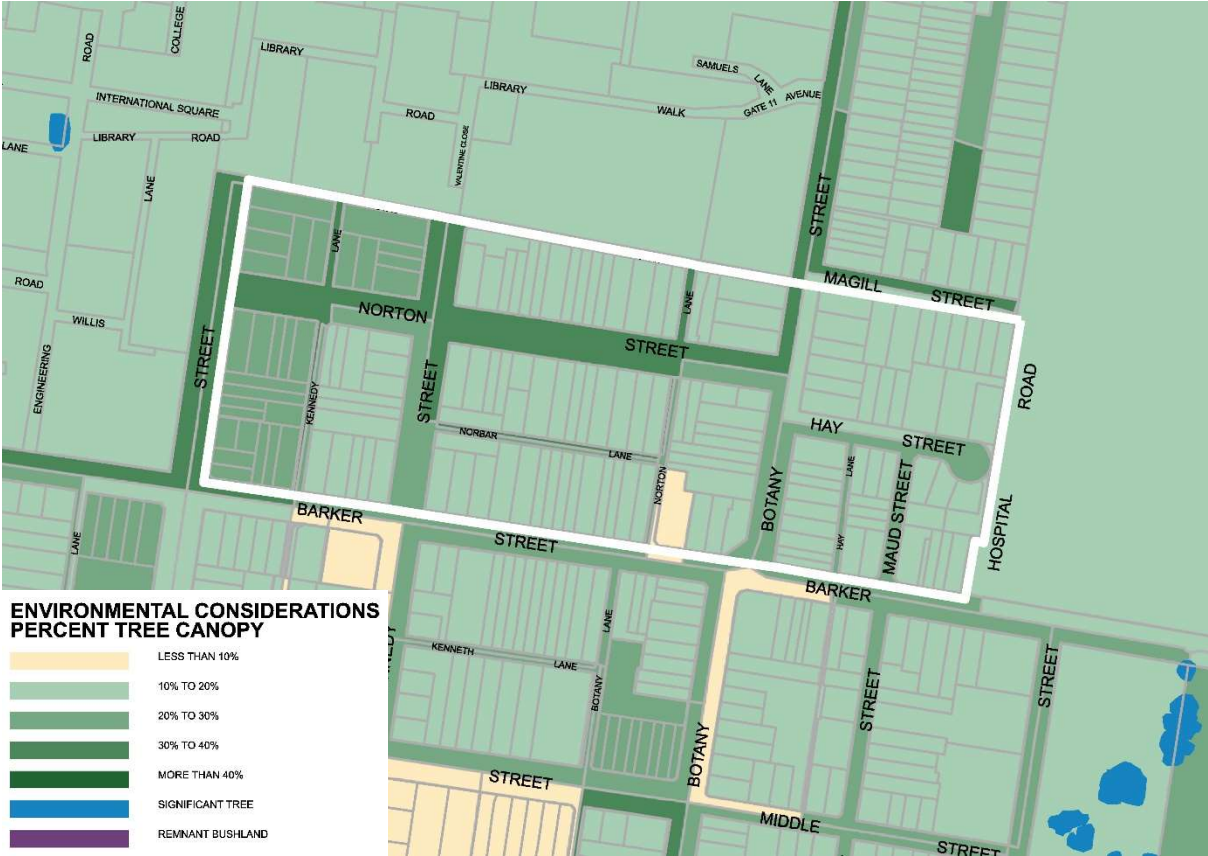 COLLEGE
ROAD
LIBRARY
INTERNATIONAL SQUARE
LIBRARY ROAD
LANE
LANE
ROAD
WILLIS
ENGINEERING
ROAD
VALENTINE CLOSE
LIBRARY WALK
SAMUELS LANE
GATE 11 AVENUE
STREET
MAGILL STREET
STREET
LANE
NORTON STREET
LANE
KENNEDY
STREET
NORBAR LANE
NORTON
BOTANY
HAY STREET
LANE
HAY
MAUD STREET
ROAD
HOSPITAL
BARKER STREET
BARKER
LANE
KENNETH LANE
LANE
BOTANY
BOTANY
STREET
STREET
STREET
MIDDLE STREET
ENVIRONMENTAL CONSIDERATIONS
PERCENT TREE CANOPY
LESS THAN 10%
10% TO 20%
20% TO 30%
30% TO 40%
MORE THAN 40%
SIGNIFICANT TREE
REMNANT BUSHLAND